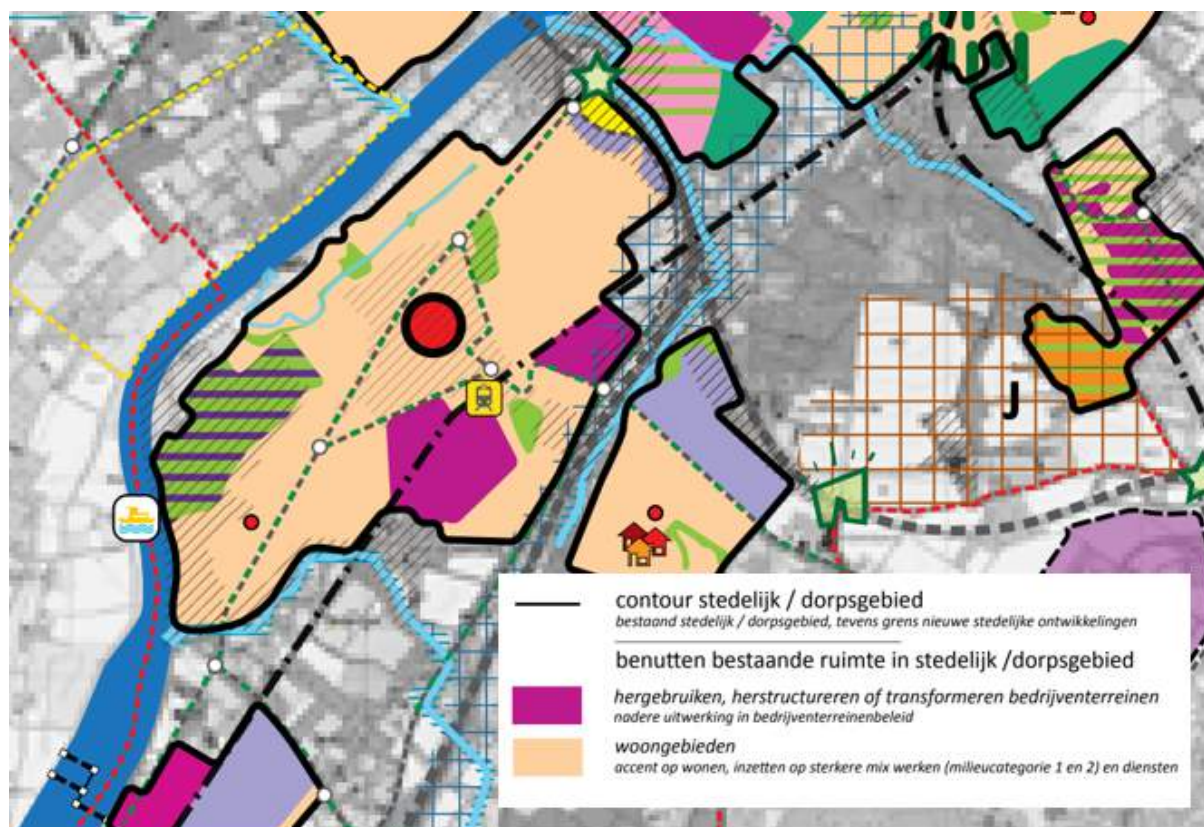 J
contour stedelijk / dorpsgebied
bestaand stedelijk / dorpsgebied, tevens grens nieuwe stedelijke ontwikkelingen
benutten bestaande ruimte in stedelijk /dorpsgebied
hergebruiken, herstructureren of transformeren bedrijventerreinen
nadere uitwerking in bedrijventerreinenbeleid
woongebieden
accent op wonen, inzetten op sterkere mix werken (milieucategorie 1 en 2) en diensten